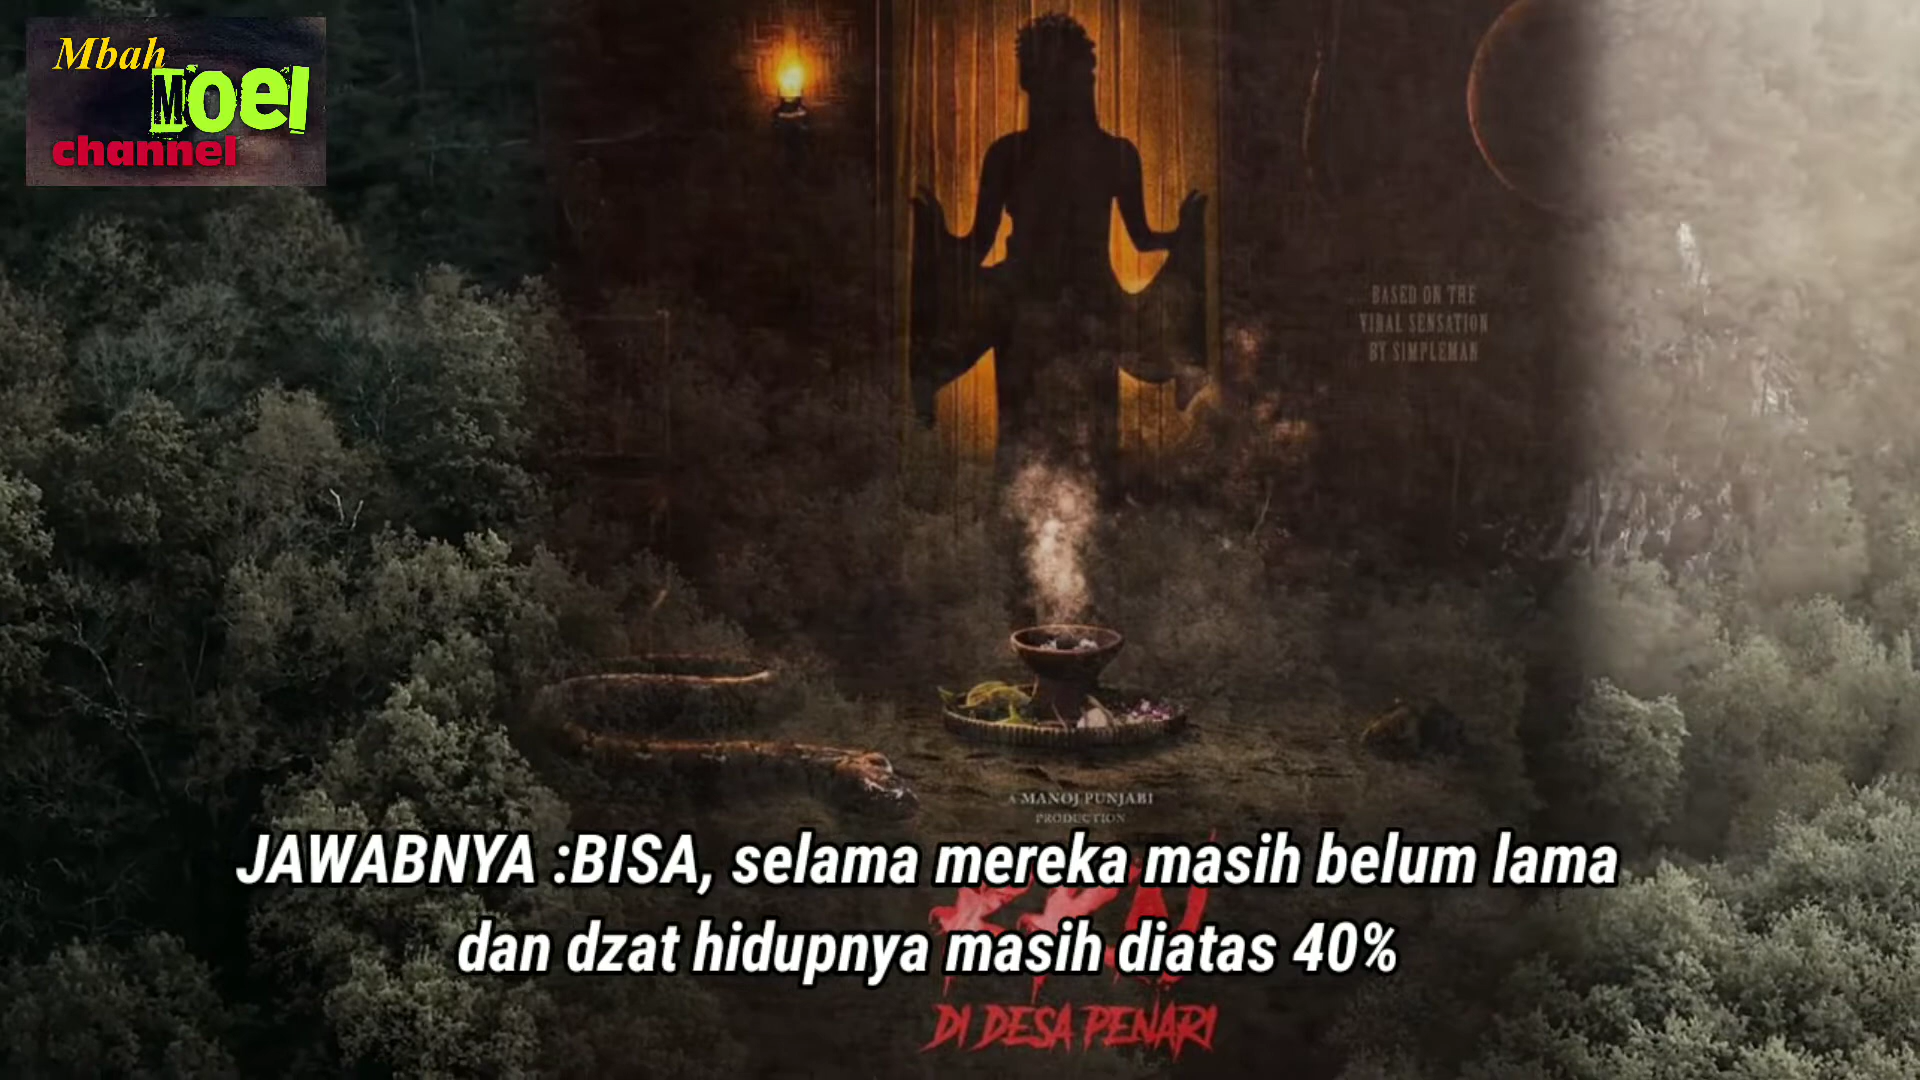 Mbah
Moel
channel
BASED ON THE
VIRAL SENSATION
BY SIMPLEMAN
A MANOJ PUNJABI
PRODUCTION
JAWABNYA :BISA, selama mereka masih belum lama
dan dzat hidupnya masih diatas 40%
KKN
DI DESA PENARI